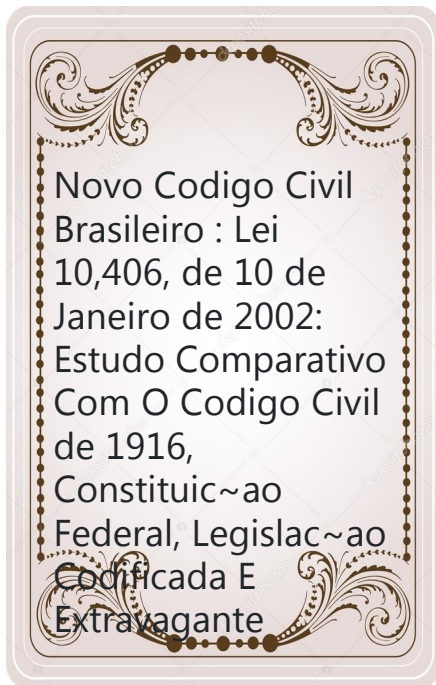 Novo Codigo Civil
Brasileiro : Lei
10,406, de 10 de
Janeiro de 2002:
Estudo Comparativo
Com O Codigo Civil
de 1916,
Constituic~ao
Federal, Legislac~ao
Codificada E
Extravagante